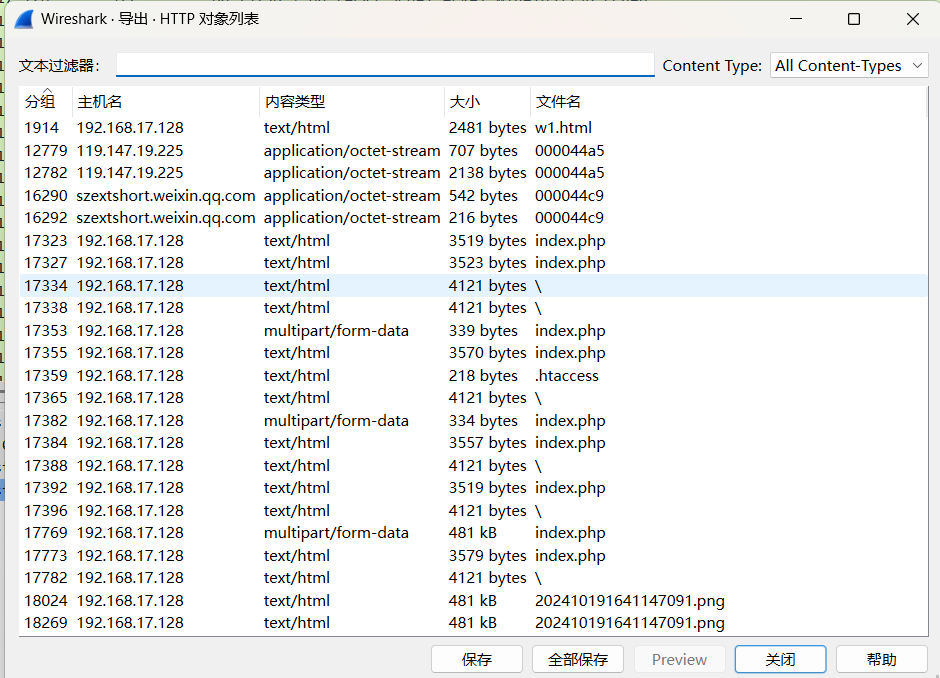 Wireshark · 导出 · HTTP 对象列表
文本过滤器： Content Type: All Content-Types
分组 主机名 内容类型 大小 文件名
1914 192.168.17.128 text/html 2481 bytes w1.html
12779 119.147.19.225 application/octet-stream 707 bytes 000044a5
12782 119.147.19.225 application/octet-stream 2138 bytes 000044a5
16290 szextshort.weixin.qq.com application/octet-stream 542 bytes 000044c9
16292 szextshort.weixin.qq.com application/octet-stream 216 bytes 000044c9
17323 192.168.17.128 text/html 3519 bytes index.php
17327 192.168.17.128 text/html 3523 bytes index.php
17334 192.168.17.128 text/html 4121 bytes \
17338 192.168.17.128 text/html 4121 bytes \
17353 192.168.17.128 multipart/form-data 339 bytes index.php
17355 192.168.17.128 text/html 3570 bytes index.php
17359 192.168.17.128 text/html 218 bytes .htaccess
17365 192.168.17.128 text/html 4121 bytes \
17382 192.168.17.128 multipart/form-data 334 bytes index.php
17384 192.168.17.128 text/html 3557 bytes index.php
17388 192.168.17.128 text/html 4121 bytes \
17392 192.168.17.128 text/html 3519 bytes index.php
17396 192.168.17.128 text/html 4121 bytes \
17769 192.168.17.128 multipart/form-data 481 kB index.php
17773 192.168.17.128 text/html 3579 bytes index.php
17782 192.168.17.128 text/html 4121 bytes \
18024 192.168.17.128 text/html 481 kB 202410191641147091.png
18269 192.168.17.128 text/html 481 kB 202410191641147091.png
保存 全部保存 Preview 关闭 帮助